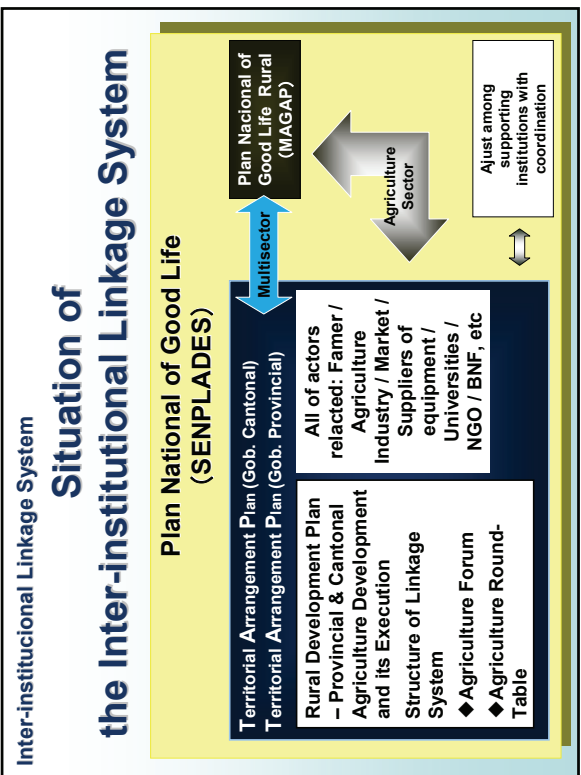 Inter-institucional Linkage System
Situation of
the Inter-institutional Linkage System
Plan National of Good Life
(SENPLADES)
Territorial Arrangement Plan (Gob. Cantonal)
Territorial Arrangement Plan (Gob. Provincial)
Rural Development Plan
– Provincial & Cantonal
Agriculture Development
and its Execution
Structure of Linkage
System
◆Agriculture Forum
◆Agriculture Round-
Table
All of actors
relacted: Famer /
Agriculture
Industry / Market /
Suppliers of
equipment /
Universities /
NGO / BNF, etc
Multisector
Plan Nacional of
Good Life Rural
(MAGAP)
Agriculture
Sector
Ajust among
supporting
institutions with
coordination